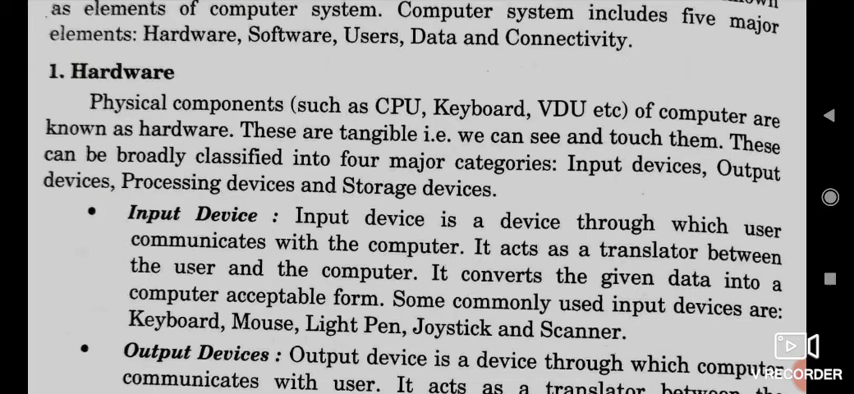 as elements of computer system. Computer system includes five major
elements: Hardware, Software, Users, Data and Connectivity.
1. Hardware
Physical components (such as CPU, Keyboard, VDU etc) of computer are
known as hardware. These are tangible i.e. we can see and touch them. These
can be broadly classified into four major categories: Input devices, Output
devices, Processing devices and Storage devices.
• Input Device : Input device is a device through which user
communicates with the computer. It acts as a translator between
the user and the computer. It converts the given data into a
computer acceptable form. Some commonly used input devices are:
Keyboard, Mouse, Light Pen, Joystick and Scanner.
• Output Devices : Output device is a device through which computer
communicates with user. It acts as a translator between the
V RECORDER